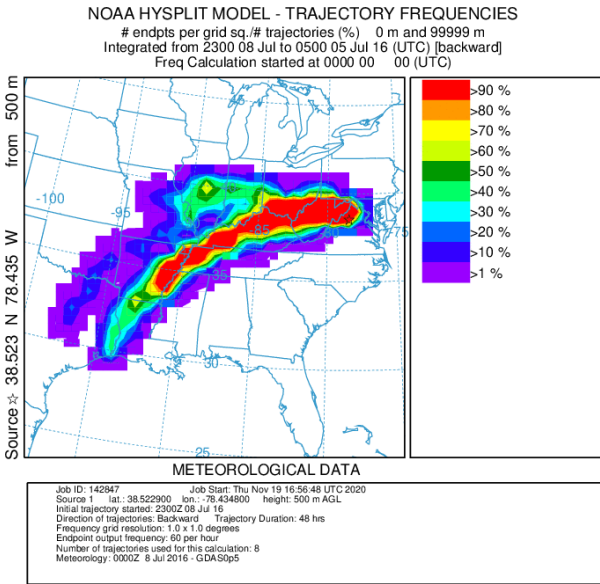 NOAA HYSPLIT MODEL - TRAJECTORY FREQUENCIES
# endpts per grid sq./# trajectories (%) 0 m and 99999 m
Integrated from 2300 08 Jul to 0500 05 Jul 16 (UTC) [backward]
Freq Calculation started at 0000 00 00 (UTC)
Source ☆ 38.523 N 78.435 W from 500 m
-100
-95
-85
-75
35
30
25
>90 %
>80 %
>70 %
>60 %
>50 %
>40 %
>30 %
>20 %
>10 %
>1 %
METEOROLOGICAL DATA
Job ID: 142847 Job Start: Thu Nov 19 16:56:48 UTC 2020
Source 1 lat.: 38.522900 lon.: -78.434800 height: 500 m AGL
Initial trajectory started: 2300Z 08 Jul 16
Direction of trajectories: Backward Trajectory Duration: 48 hrs
Frequency grid resolution: 1.0 x 1.0 degrees
Endpoint output frequency: 60 per hour
Number of trajectories used for this calculation: 8
Meteorology: 0000Z 8 Jul 2016 - GDAS0p5